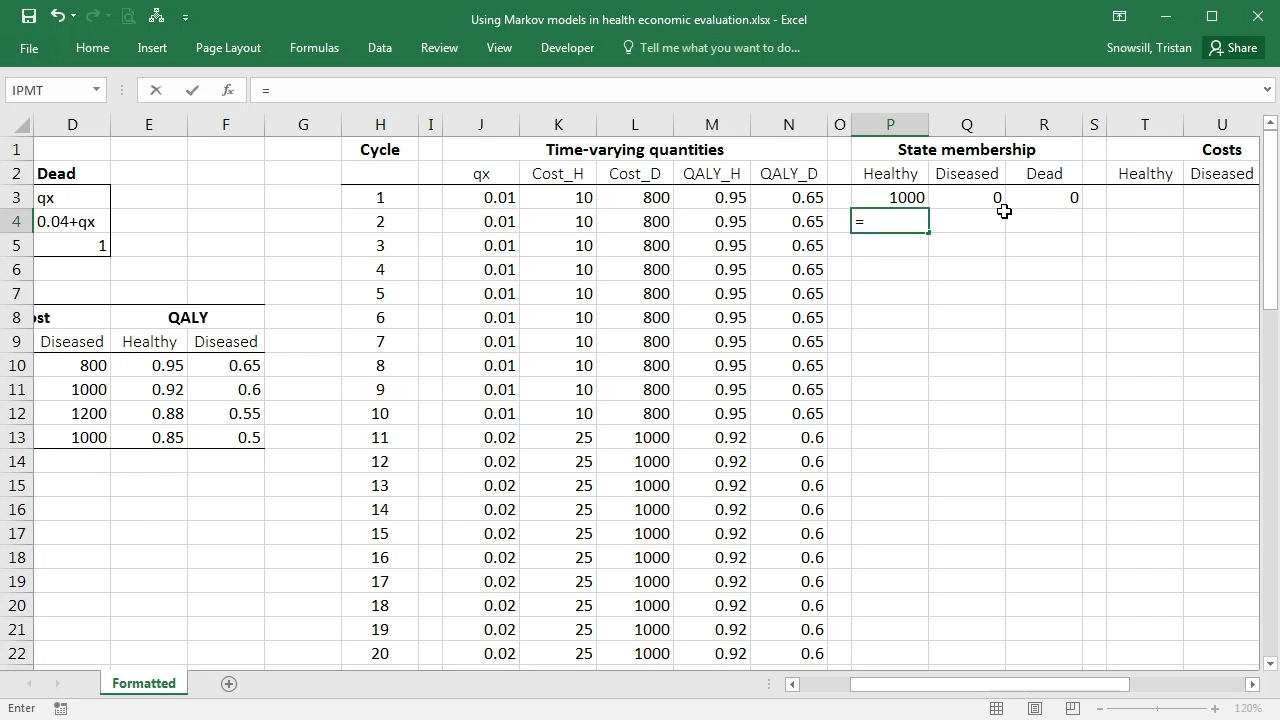 Using Markov models in health economic evaluation.xlsx - Excel
File Home Insert Page Layout Formulas Data Review View Developer Tell me what you want to do... Snowsill, Tristan Share
IPMT fx =
D E F G H I J K L M N O P Q R S T U
1 Cycle Time-varying quantities State membership Costs
2 Dead qx Cost_H Cost_D QALY_H QALY_D Healthy Diseased Dead Healthy Diseased
3 qx 1 0.01 10 800 0.95 0.65 1000 0 0
4 0.04+qx 2 0.01 10 800 0.95 0.65 =
5 1 3 0.01 10 800 0.95 0.65
6 4 0.01 10 800 0.95 0.65
7 5 0.01 10 800 0.95 0.65
8 ost QALY 6 0.01 10 800 0.95 0.65
9 Diseased Healthy Diseased 7 0.01 10 800 0.95 0.65
10 800 0.95 0.65 8 0.01 10 800 0.95 0.65
11 1000 0.92 0.6 9 0.01 10 800 0.95 0.65
12 1200 0.88 0.55 10 0.01 10 800 0.95 0.65
13 1000 0.85 0.5 11 0.02 25 1000 0.92 0.6
14 12 0.02 25 1000 0.92 0.6
15 13 0.02 25 1000 0.92 0.6
16 14 0.02 25 1000 0.92 0.6
17 15 0.02 25 1000 0.92 0.6
18 16 0.02 25 1000 0.92 0.6
19 17 0.02 25 1000 0.92 0.6
20 18 0.02 25 1000 0.92 0.6
21 19 0.02 25 1000 0.92 0.6
22 20 0.02 25 1000 0.92 0.6
Formatted
Enter 120%